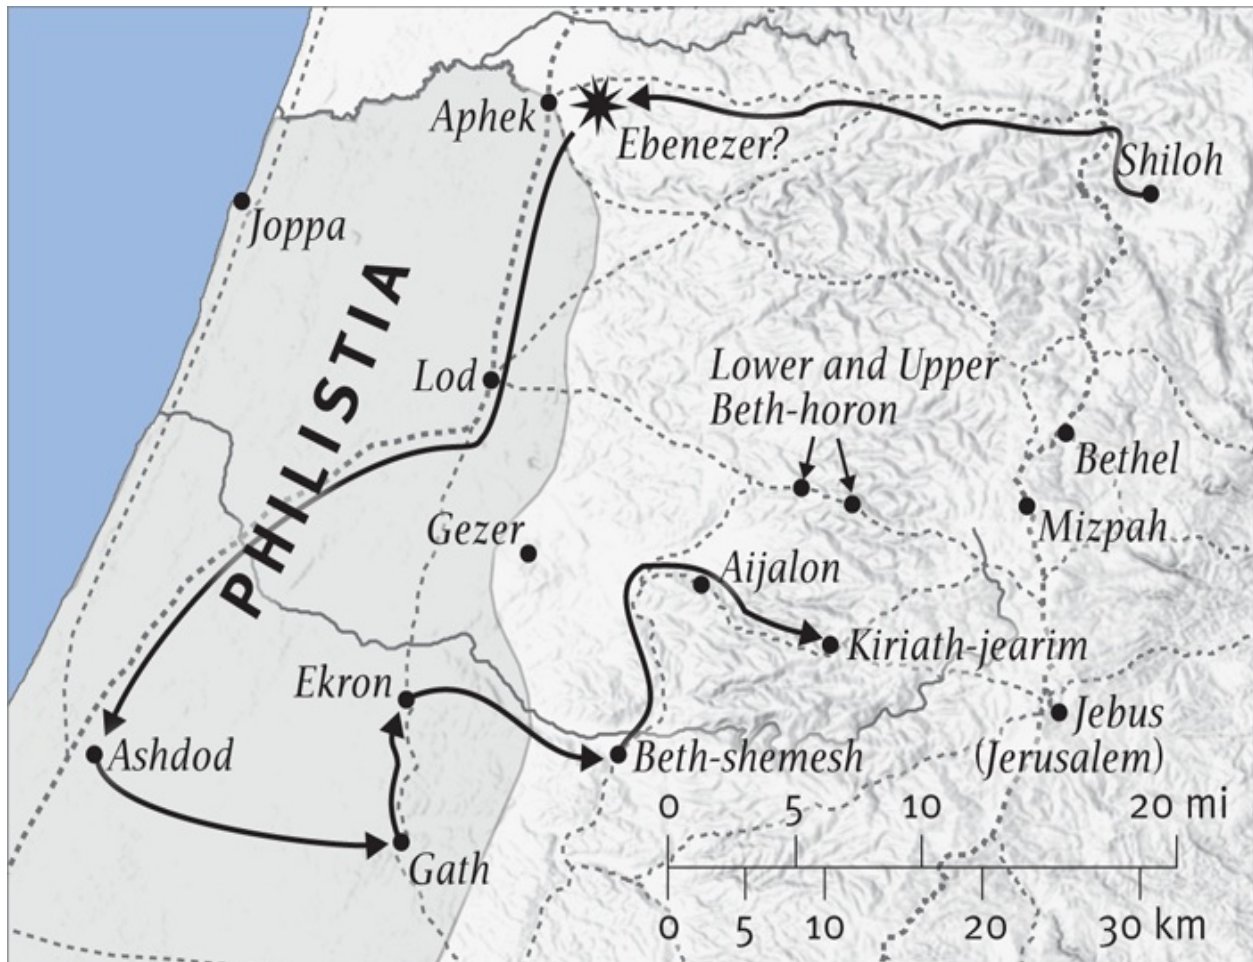 Aphek
Ebenezer?
Shiloh
Joppa
PHILISTIA
Lod
Lower and Upper
Beth-horon
Bethel
Mizpah
Gezer
Aijalon
Kiriath-jearim
Ekron
Jebus
(Jerusalem)
Ashdod
Beth-shemesh
Gath
0 5 10 20 mi
0 5 10 20 30 km